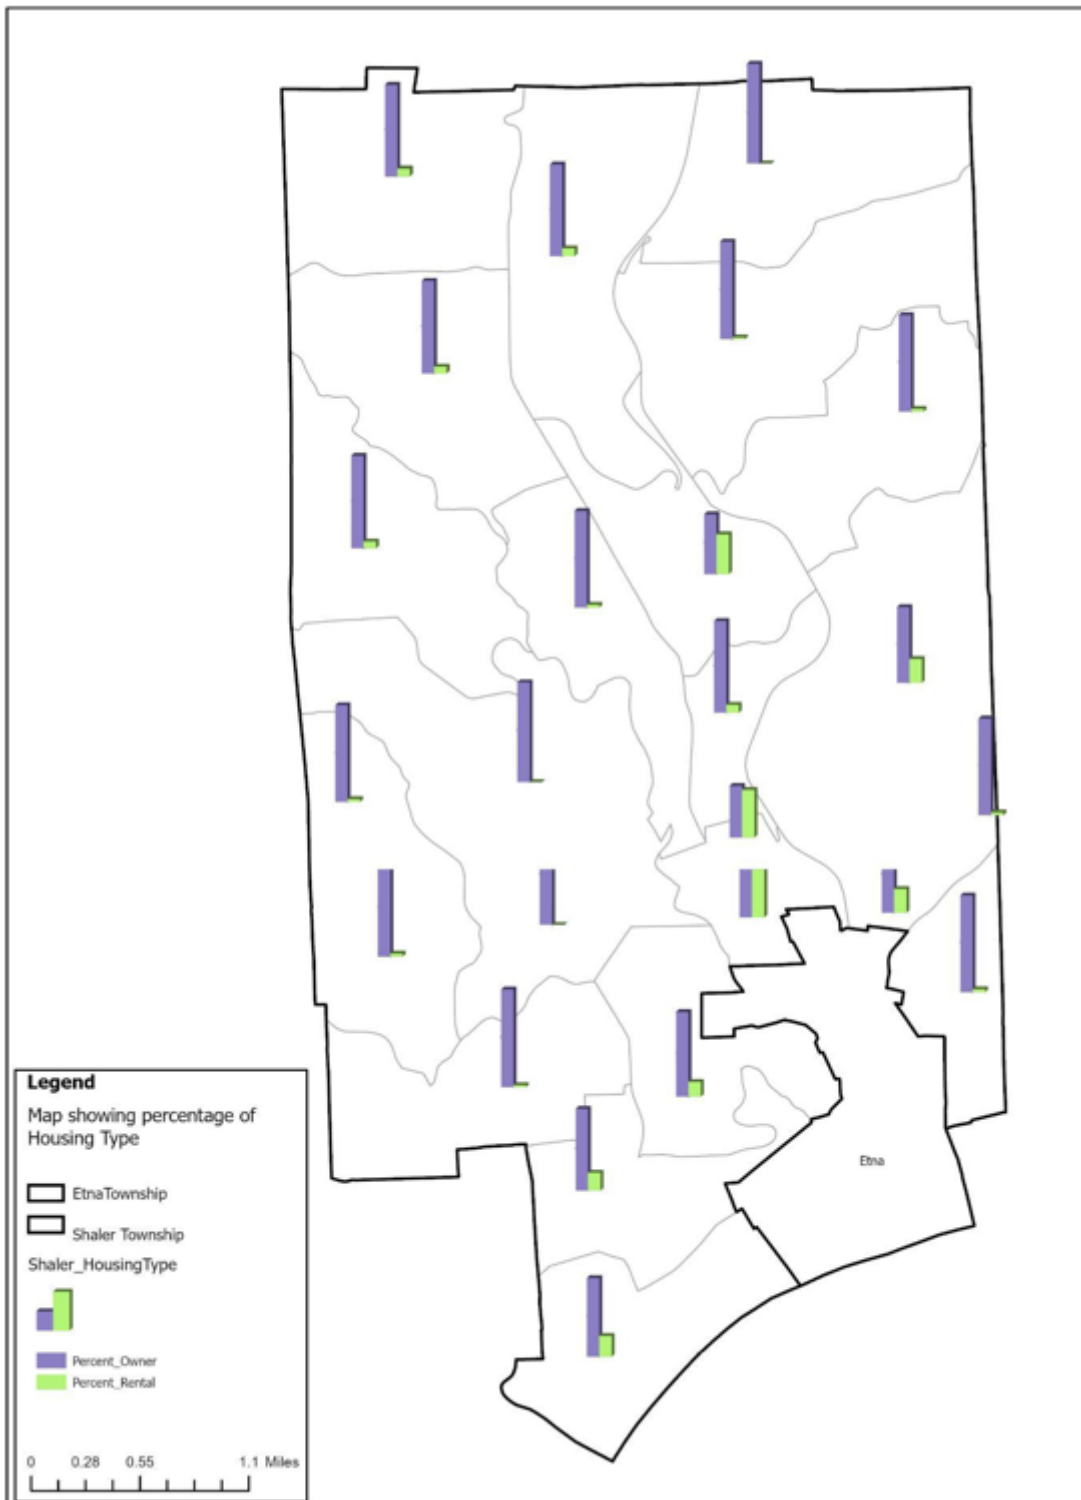 Etna
Legend
Map showing percentage of
Housing Type
EtnaTownship
Shaler Township
Shaler_HousingType
Percent_Owner
Percent_Rental
0 0.28 0.55 1.1 Miles